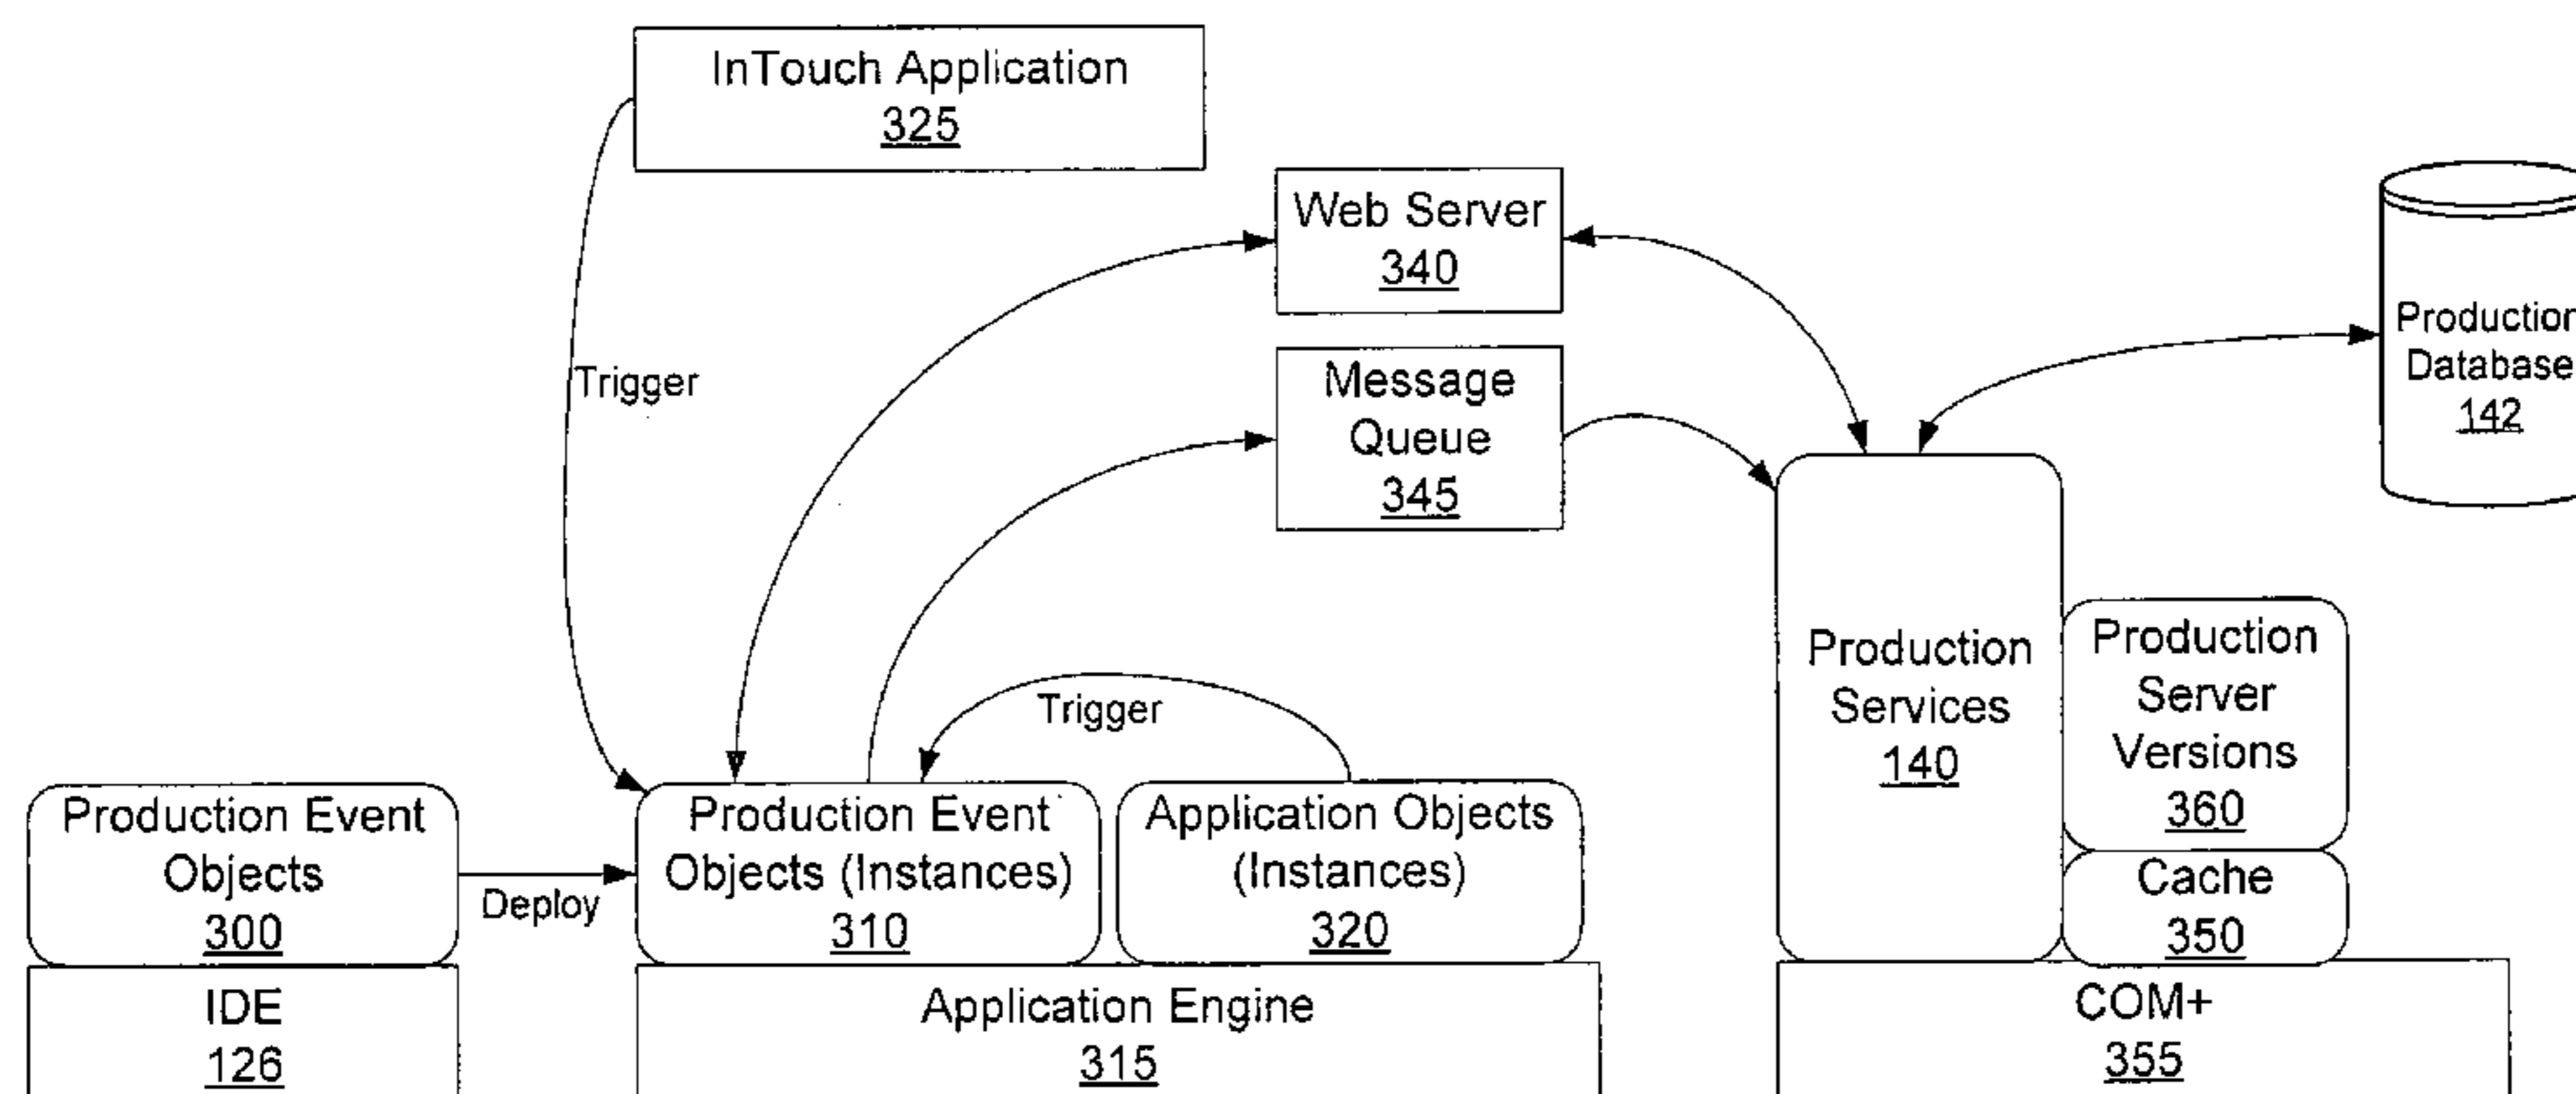 InTouch Application
325
Web Server
340
Message
Queue
345
Production
Database
142
Trigger
Trigger
Production Event
Objects
300
Deploy
Production Event
Objects (Instances)
310
Application Objects
(Instances)
320
Production
Services
140
Production
Server
Versions
360
Cache
350
IDE
126
Application Engine
315
COM+
355